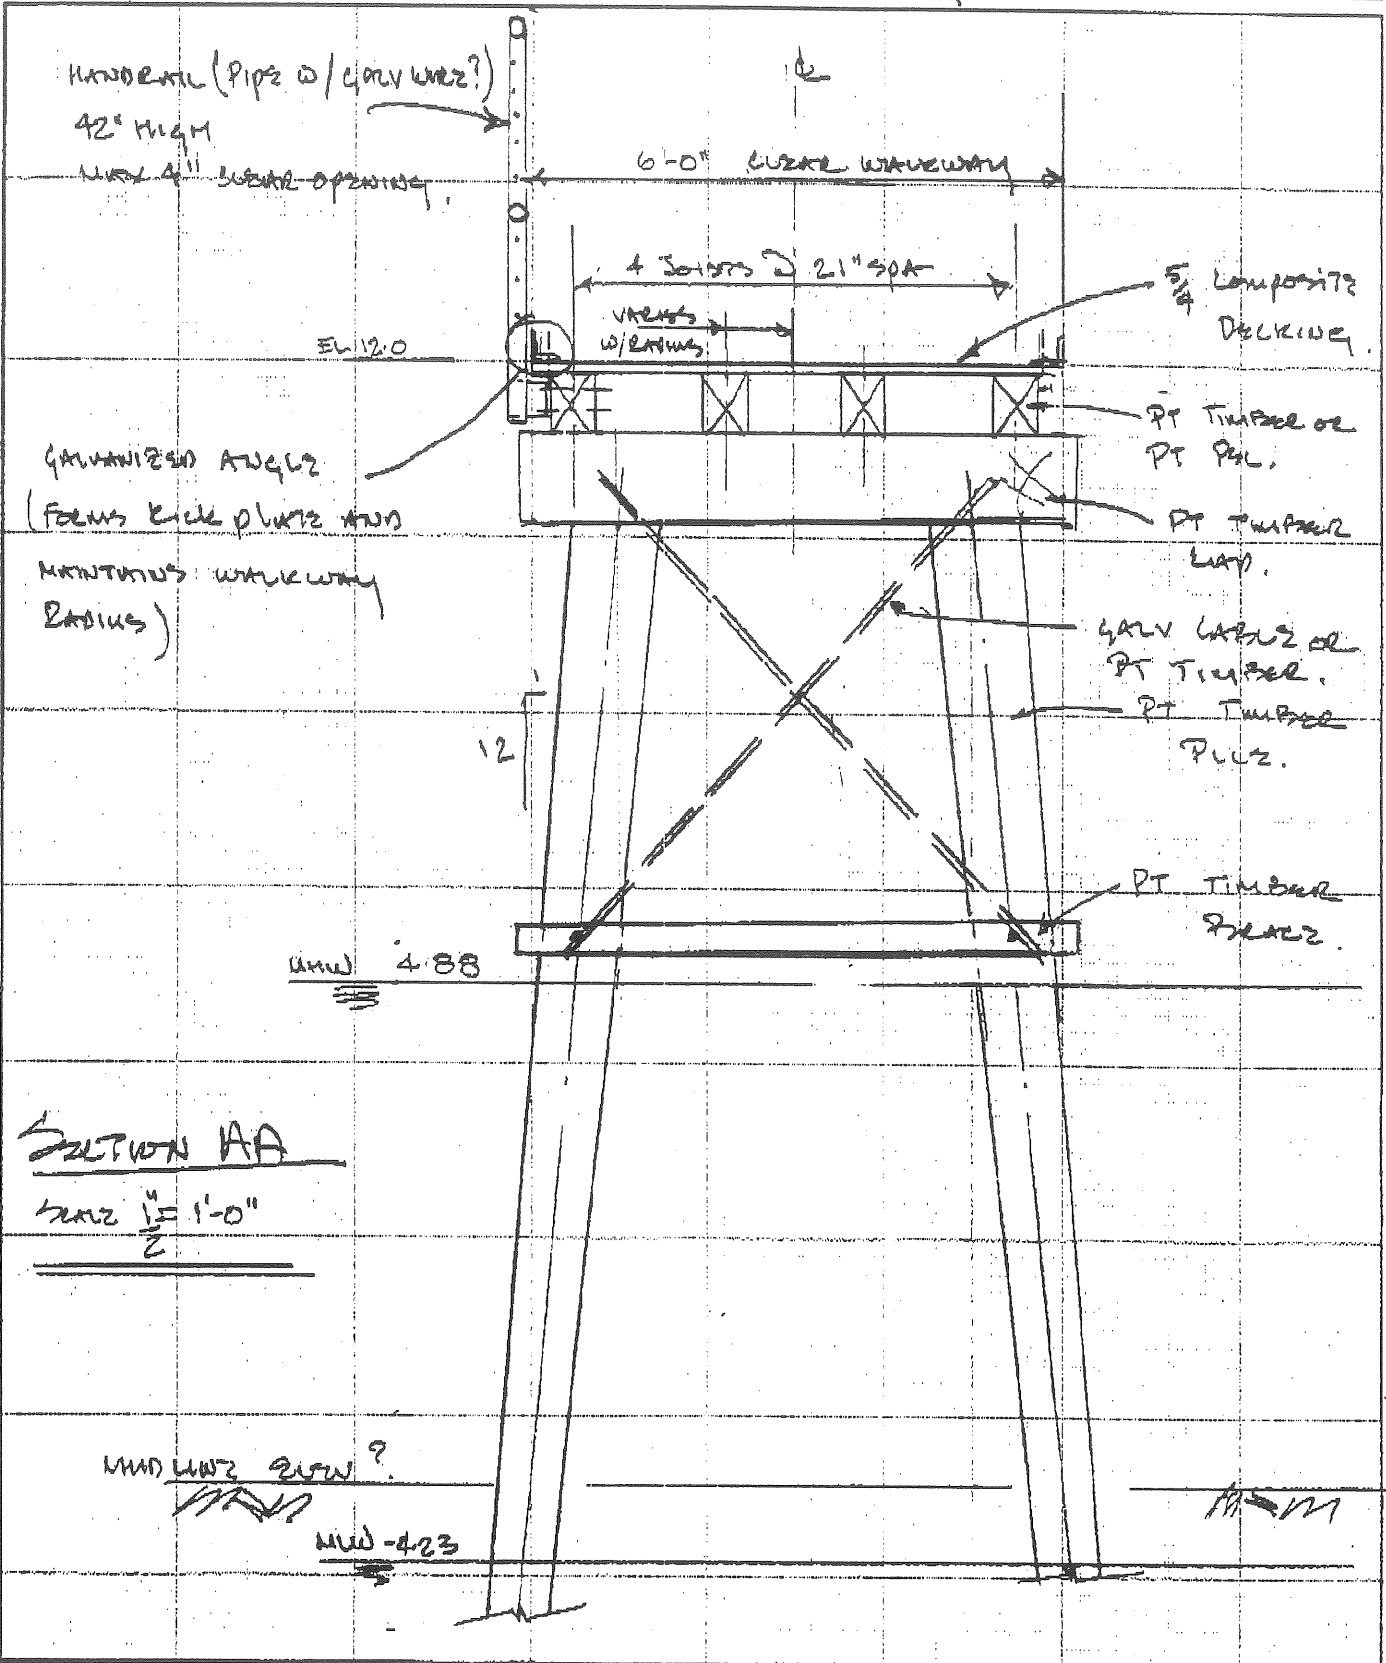 HANDRAIL (PIPE W/ GALV WIRE?)
42" HIGH
MAX 4" CLEAR OPENING.
℄
6'-0" CLEAR WALKWAY
4 JOISTS @ 21" SPA
VARIES
W/RADIUS
5/4 COMPOSITE
DECKING.
EL 12.0
PT TIMBER OR
PT PSL.
GALVANIZED ANGLE
(FORMS KICK PLATE AND
MAINTAINS WALKWAY
RADIUS)
PT TIMBER
CAP.
GALV CABLE OR
PT TIMBER.
PT TIMBER
PILE.
1
12
PT TIMBER
BRACE.
MHW 4.88
SECTION AA
SCALE 1/2" = 1'-0"
MUD LINE ELEV ?
MLW -4.23